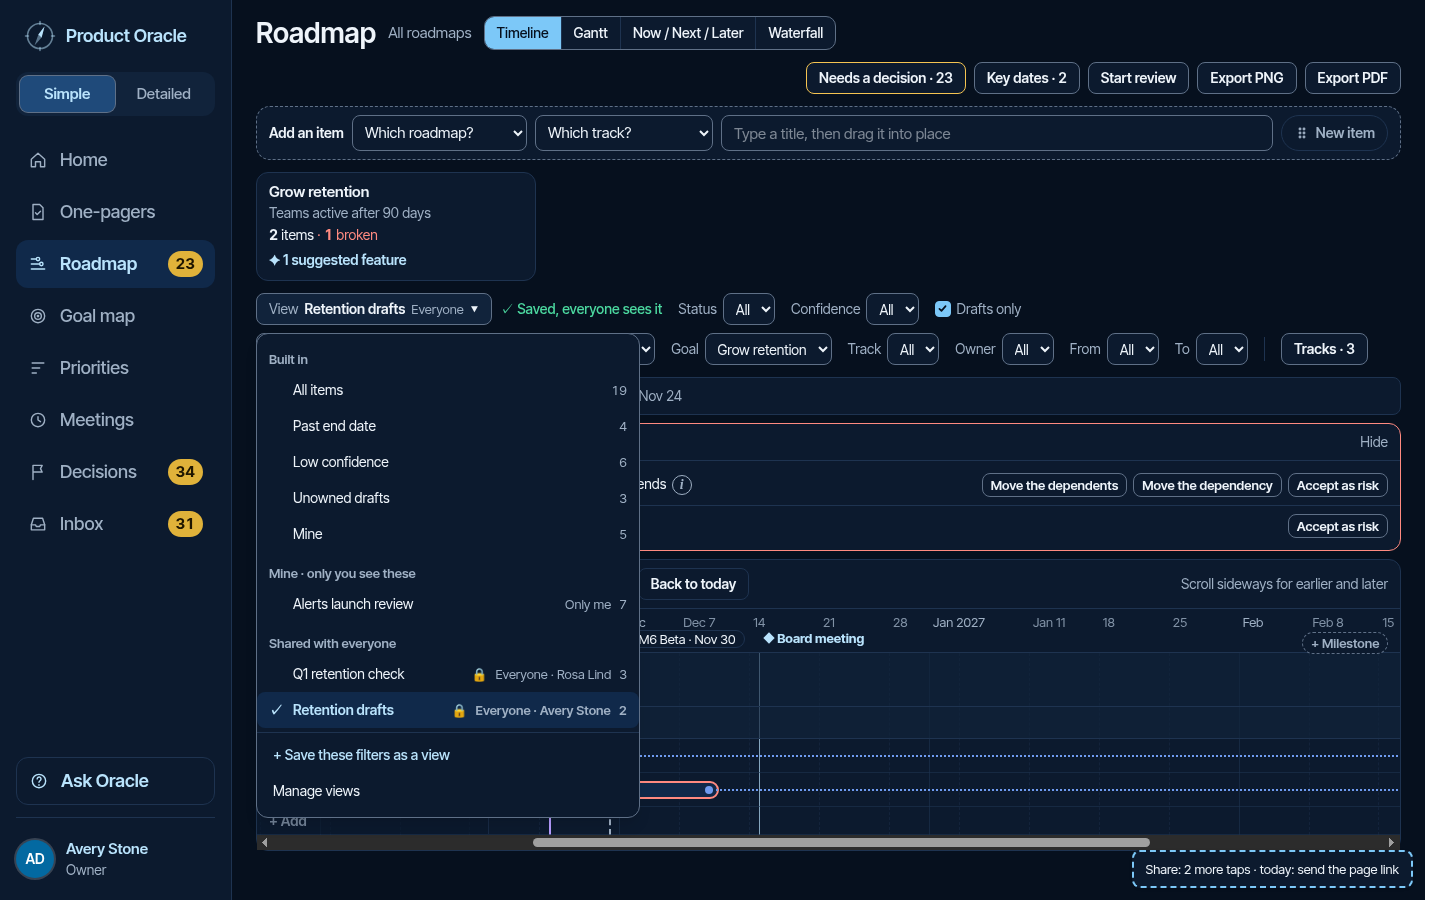 Product Oracle
Simple Detailed
Home
One-pagers
Roadmap 23
Goal map
Priorities
Meetings
Decisions 34
Inbox 31
Ask Oracle
AD
Avery Stone
Owner
Roadmap All roadmaps Timeline Gantt Now / Next / Later Waterfall
Needs a decision · 23 Key dates · 2 Start review Export PNG Export PDF
Add an item Which roadmap? Which track? Type a title, then drag it into place New item
Grow retention
Teams active after 90 days
2 items · 1 broken
1 suggested feature
View Retention drafts Everyone ▾ ✓ Saved, everyone sees it Status All Confidence All Drafts only
Goal Grow retention Track All Owner All From All To All Tracks · 3
Built in
All items 19
Past end date 4
Low confidence 6
Unowned drafts 3
Mine 5
Mine · only you see these
Alerts launch review Only me 7
Shared with everyone
Q1 retention check 🔒 Everyone · Rosa Lind 3
✓ Retention drafts 🔒 Everyone · Avery Stone 2
+ Save these filters as a view
Manage views
Nov 24
Hide
ends i Move the dependents Move the dependency Accept as risk
Accept as risk
Back to today Scroll sideways for earlier and later
c Dec 7 14 21 28 Jan 2027 Jan 11 18 25 Feb Feb 8 15
M6 Beta · Nov 30 ◆ Board meeting + Milestone
+ Add
Share: 2 more taps · today: send the page link